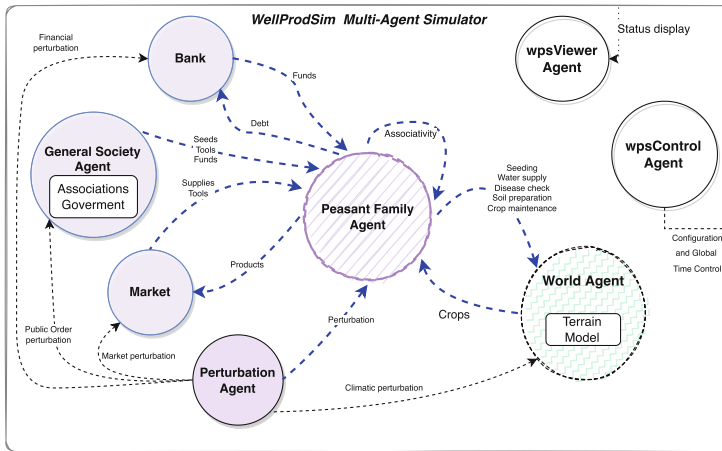 WellProdSim Multi-Agent Simulator
Financial
perturbation
Bank
Funds
Debt
wpsViewer
Agent
Status display
General Society
Agent
Associations
Goverment
Seeds
Tools
Funds
Supplies
Tools
Associativity
Peasant Family
Agent
wpsControl
Agent
Seeding
Water supply
Disease check
Soil preparation
Crop maintenance
Configuration
and Global
Time Control
Market
Products
World Agent
Terrain
Model
Crops
Public Order
perturbation
Market perturbation
Perturbation
Perturbation
Agent
Climatic perturbation